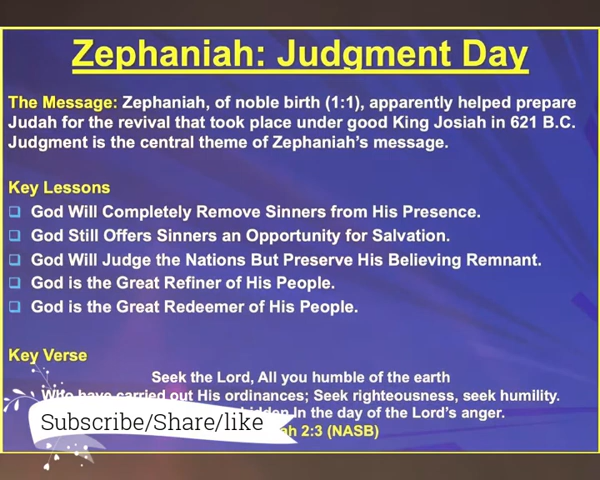 Zephaniah: Judgment Day
The Message: Zephaniah, of noble birth (1:1), apparently helped prepare
Judah for the revival that took place under good King Josiah in 621 B.C.
Judgment is the central theme of Zephaniah's message.
Key Lessons
God Will Completely Remove Sinners from His Presence.
God Still Offers Sinners an Opportunity for Salvation.
God Will Judge the Nations But Preserve His Believing Remnant.
God is the Great Refiner of His People.
God is the Great Redeemer of His People.
Key Verse
Seek the Lord, All you humble of the earth
Who have carried out His ordinances; Seek righteousness, seek humility.
In the day of the Lord's anger.
Subscribe/Share/like
2:3 (NASB)